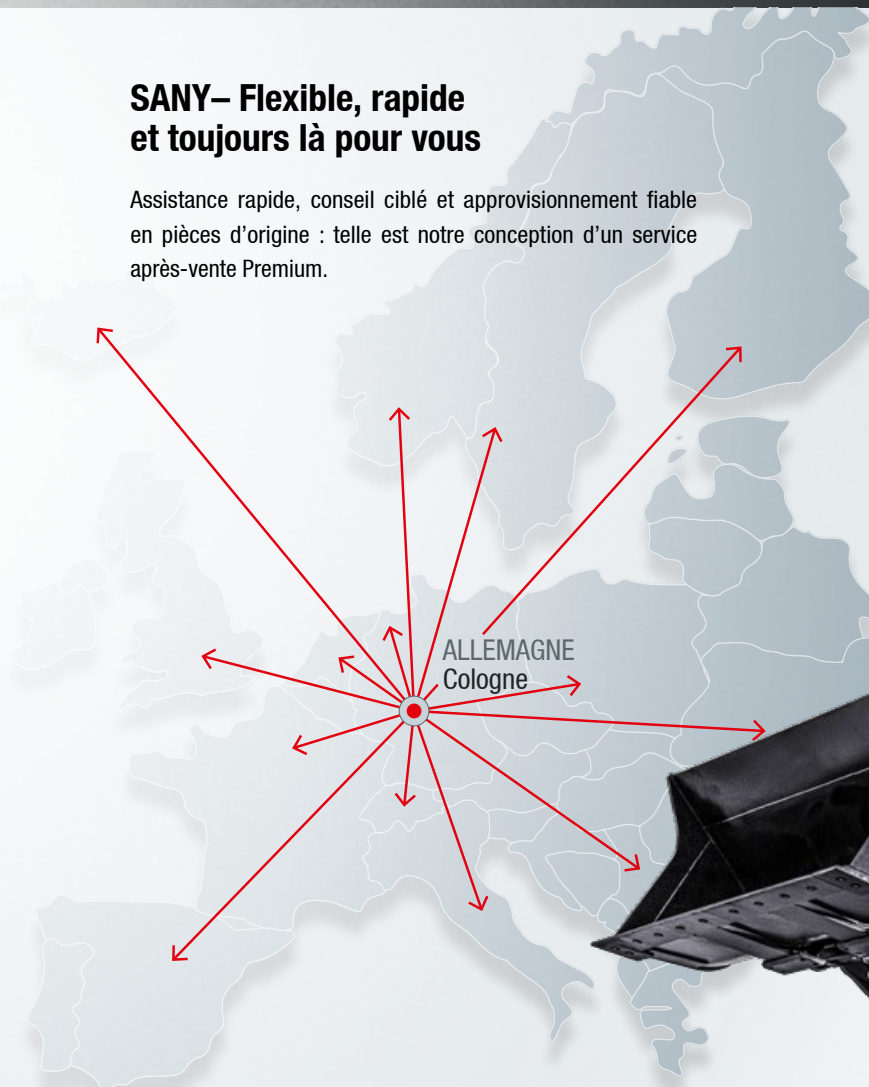 SANY– Flexible, rapide
et toujours là pour vous
Assistance rapide, conseil ciblé et approvisionnement fiable
en pièces d’origine : telle est notre conception d’un service
après-vente Premium.
ALLEMAGNE
Cologne